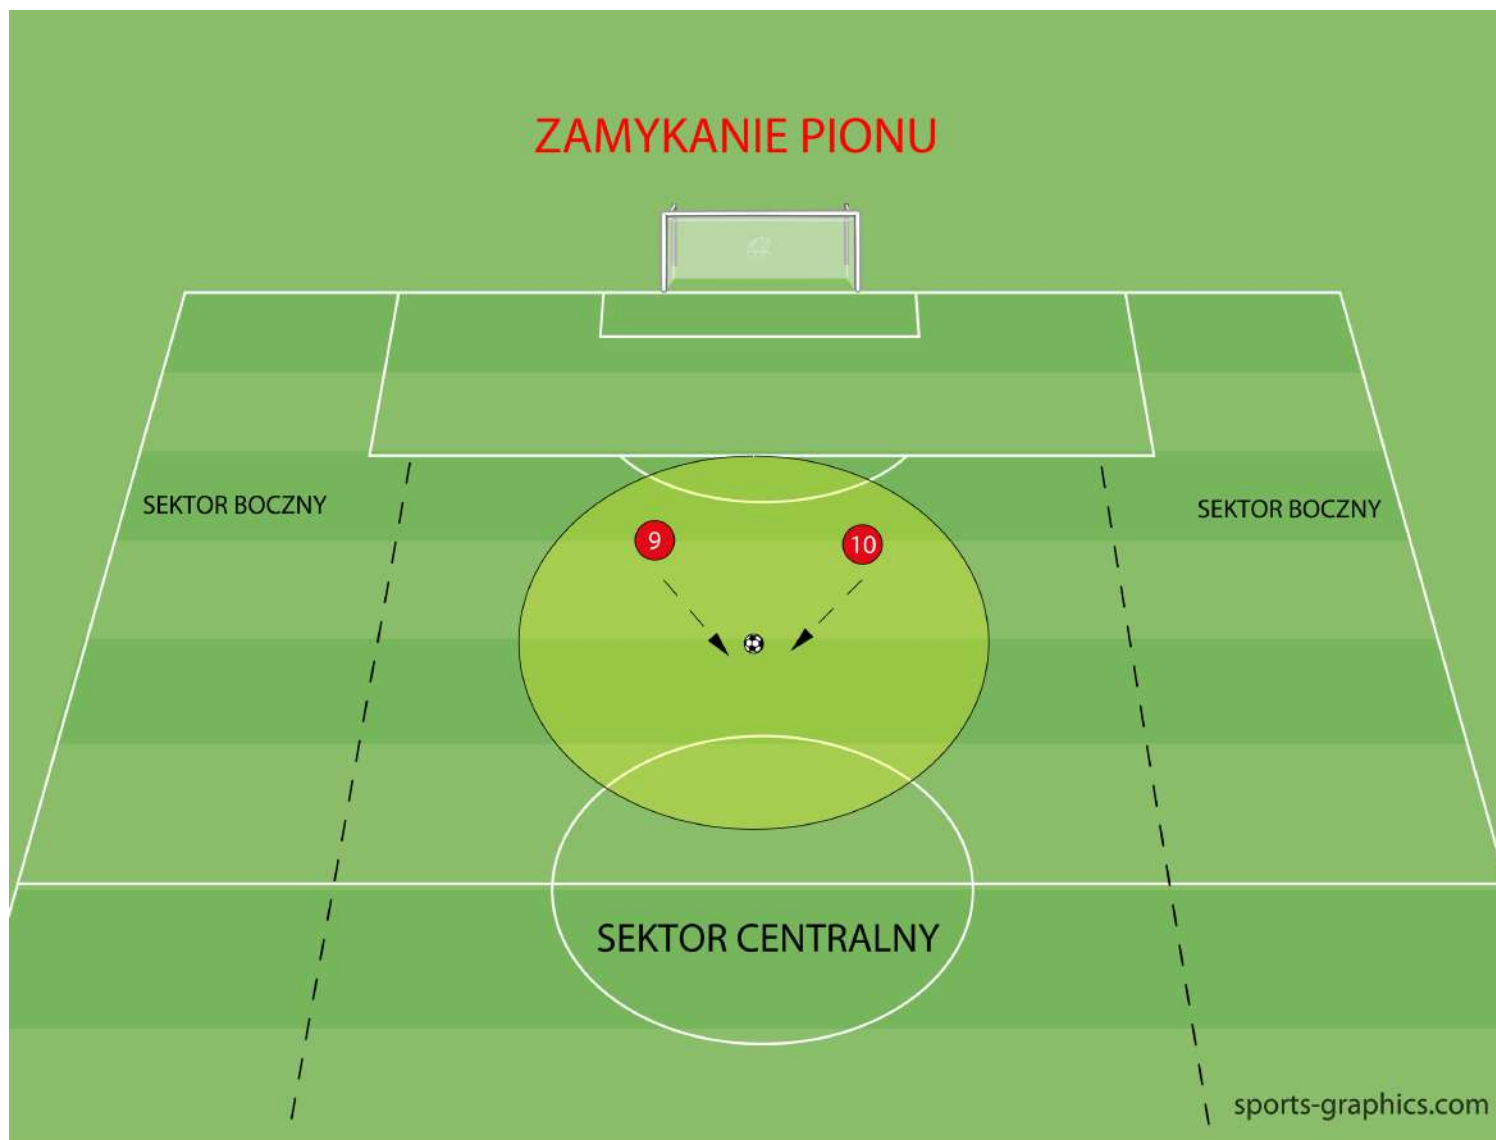 ZAMYKANIE PIONU
SEKTOR BOCZNY
SEKTOR BOCZNY
9
10
SEKTOR CENTRALNY
sports-graphics.com